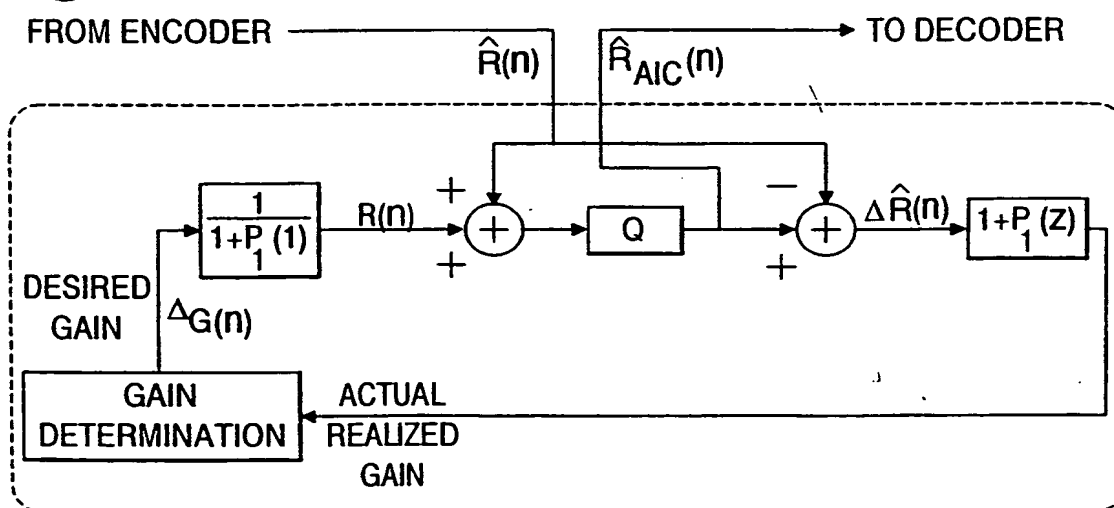 FROM ENCODER
R̂(n)
R̂AIC(n)
TO DECODER
1
1+P1(1)
R(n)
+
+
+
Q
−
+
+
ΔR̂(n)
1+P1(Z)
DESIRED
GAIN
ΔG(n)
GAIN
DETERMINATION
ACTUAL
REALIZED
GAIN